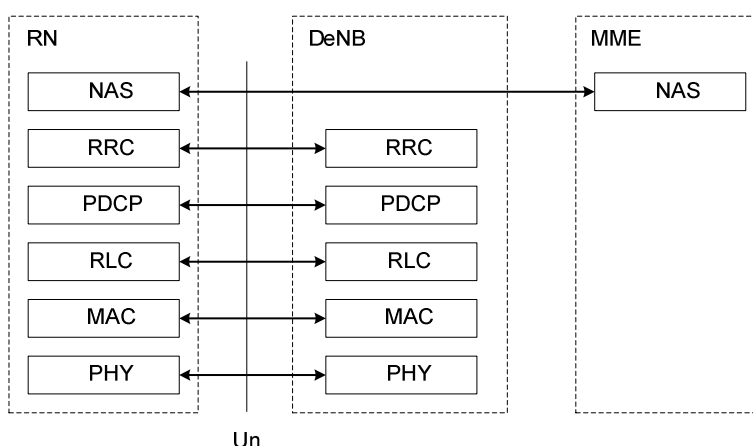 RN DeNB MME
NAS NAS
RRC RRC
PDCP PDCP
RLC RLC
MAC MAC
PHY PHY
Un